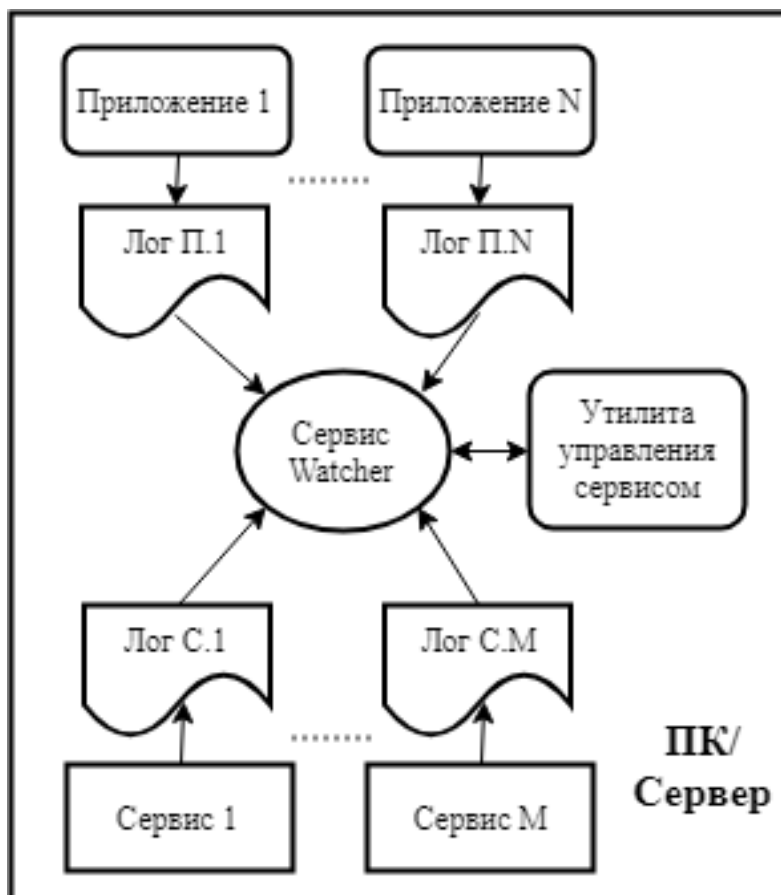 Приложение 1
Приложение N
Лог П.1
Лог П.N
Сервис
Watcher
Утилита
управления
сервисом
Лог С.1
Лог С.М
Сервис 1
Сервис М
ПК/
Сервер